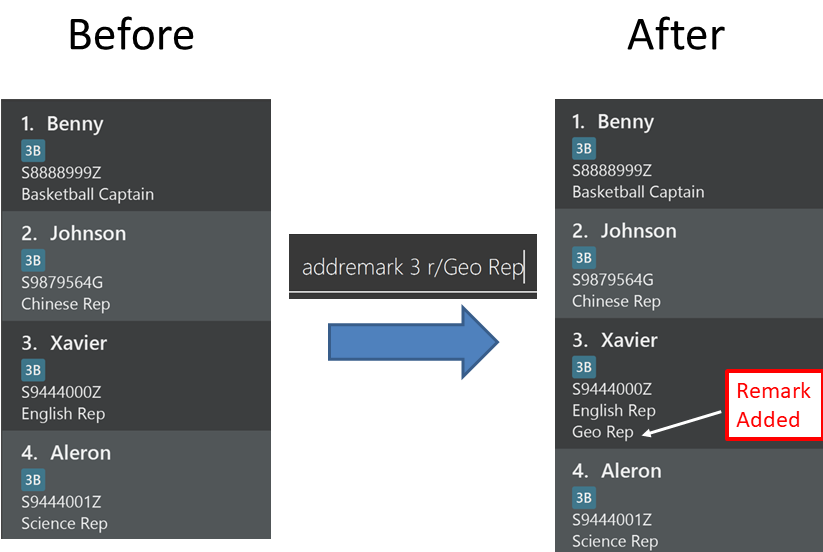 Before
After
1. Benny
3B
S8888999Z
Basketball Captain
2. Johnson
3B
S9879564G
Chinese Rep
3. Xavier
3B
S9444000Z
English Rep
4. Aleron
3B
S9444001Z
Science Rep
addremark 3 r/Geo Rep
1. Benny
3B
S8888999Z
Basketball Captain
2. Johnson
3B
S9879564G
Chinese Rep
3. Xavier
3B
S9444000Z
English Rep
Geo Rep
4. Aleron
3B
S9444001Z
Science Rep
Remark
Added